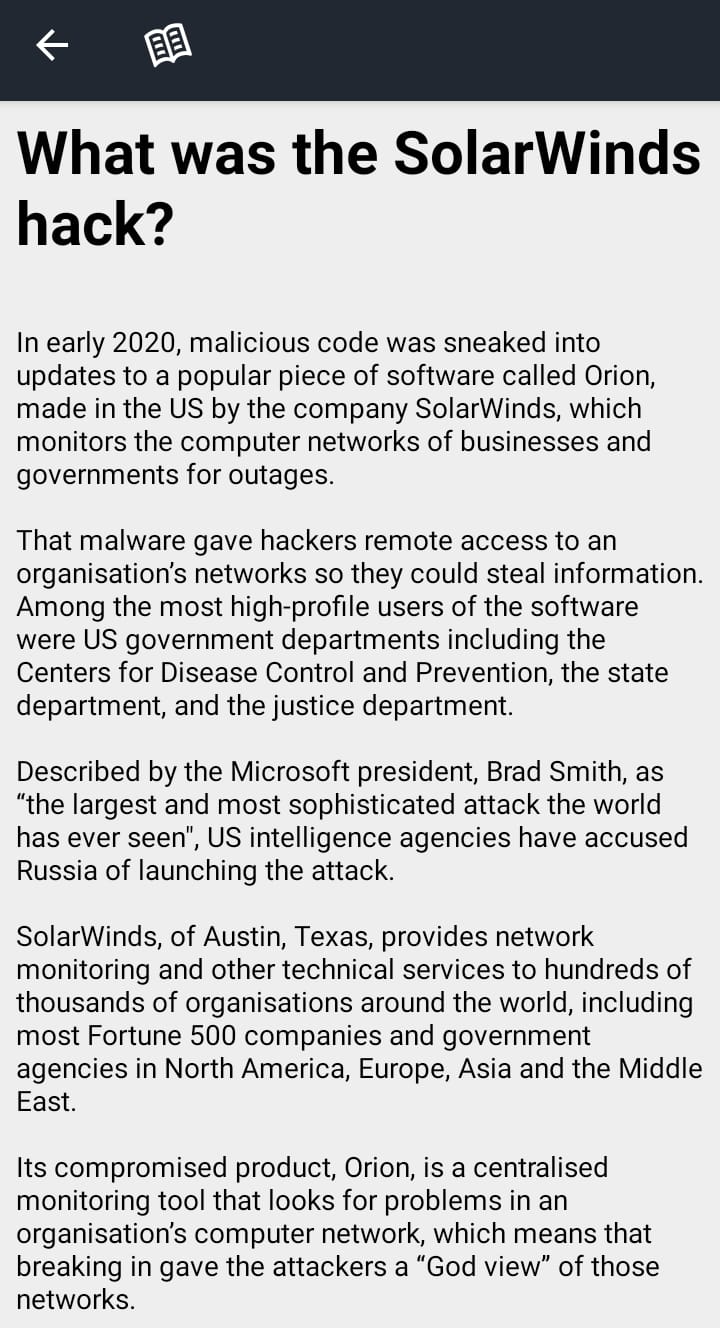 What was the SolarWinds
hack?
In early 2020, malicious code was sneaked into
updates to a popular piece of software called Orion,
made in the US by the company SolarWinds, which
monitors the computer networks of businesses and
governments for outages.
That malware gave hackers remote access to an
organisation’s networks so they could steal information.
Among the most high-profile users of the software
were US government departments including the
Centers for Disease Control and Prevention, the state
department, and the justice department.
Described by the Microsoft president, Brad Smith, as
“the largest and most sophisticated attack the world
has ever seen", US intelligence agencies have accused
Russia of launching the attack.
SolarWinds, of Austin, Texas, provides network
monitoring and other technical services to hundreds of
thousands of organisations around the world, including
most Fortune 500 companies and government
agencies in North America, Europe, Asia and the Middle
East.
Its compromised product, Orion, is a centralised
monitoring tool that looks for problems in an
organisation’s computer network, which means that
breaking in gave the attackers a “God view” of those
networks.